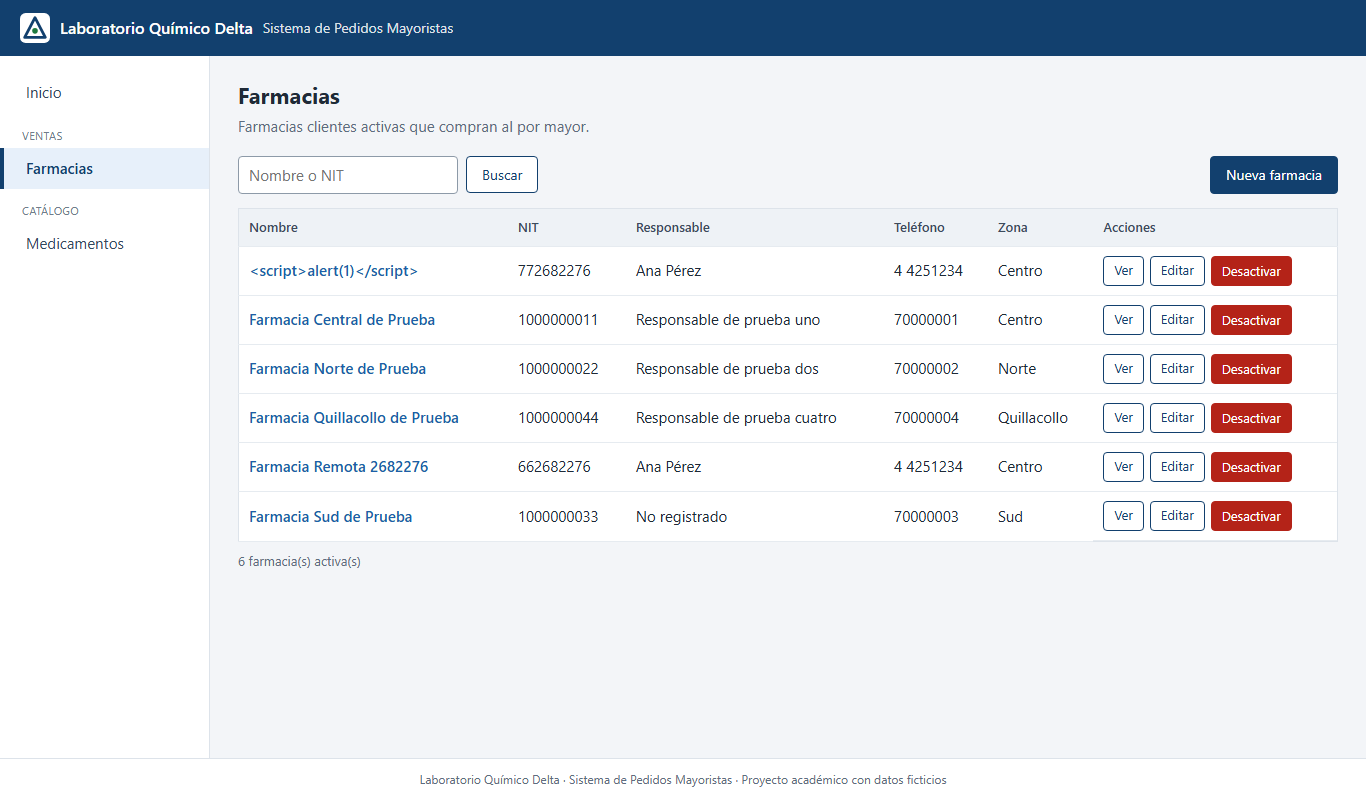 Laboratorio Químico Delta Sistema de Pedidos Mayoristas
Inicio
VENTAS
Farmacias
CATÁLOGO
Medicamentos
Farmacias
Farmacias clientes activas que compran al por mayor.
Nombre o NIT Buscar Nueva farmacia
Nombre NIT Responsable Teléfono Zona Acciones
<script>alert(1)</script> 772682276 Ana Pérez 4 4251234 Centro Ver Editar Desactivar
Farmacia Central de Prueba 1000000011 Responsable de prueba uno 70000001 Centro Ver Editar Desactivar
Farmacia Norte de Prueba 1000000022 Responsable de prueba dos 70000002 Norte Ver Editar Desactivar
Farmacia Quillacollo de Prueba 1000000044 Responsable de prueba cuatro 70000004 Quillacollo Ver Editar Desactivar
Farmacia Remota 2682276 662682276 Ana Pérez 4 4251234 Centro Ver Editar Desactivar
Farmacia Sud de Prueba 1000000033 No registrado 70000003 Sud Ver Editar Desactivar
6 farmacia(s) activa(s)
Laboratorio Químico Delta · Sistema de Pedidos Mayoristas · Proyecto académico con datos ficticios